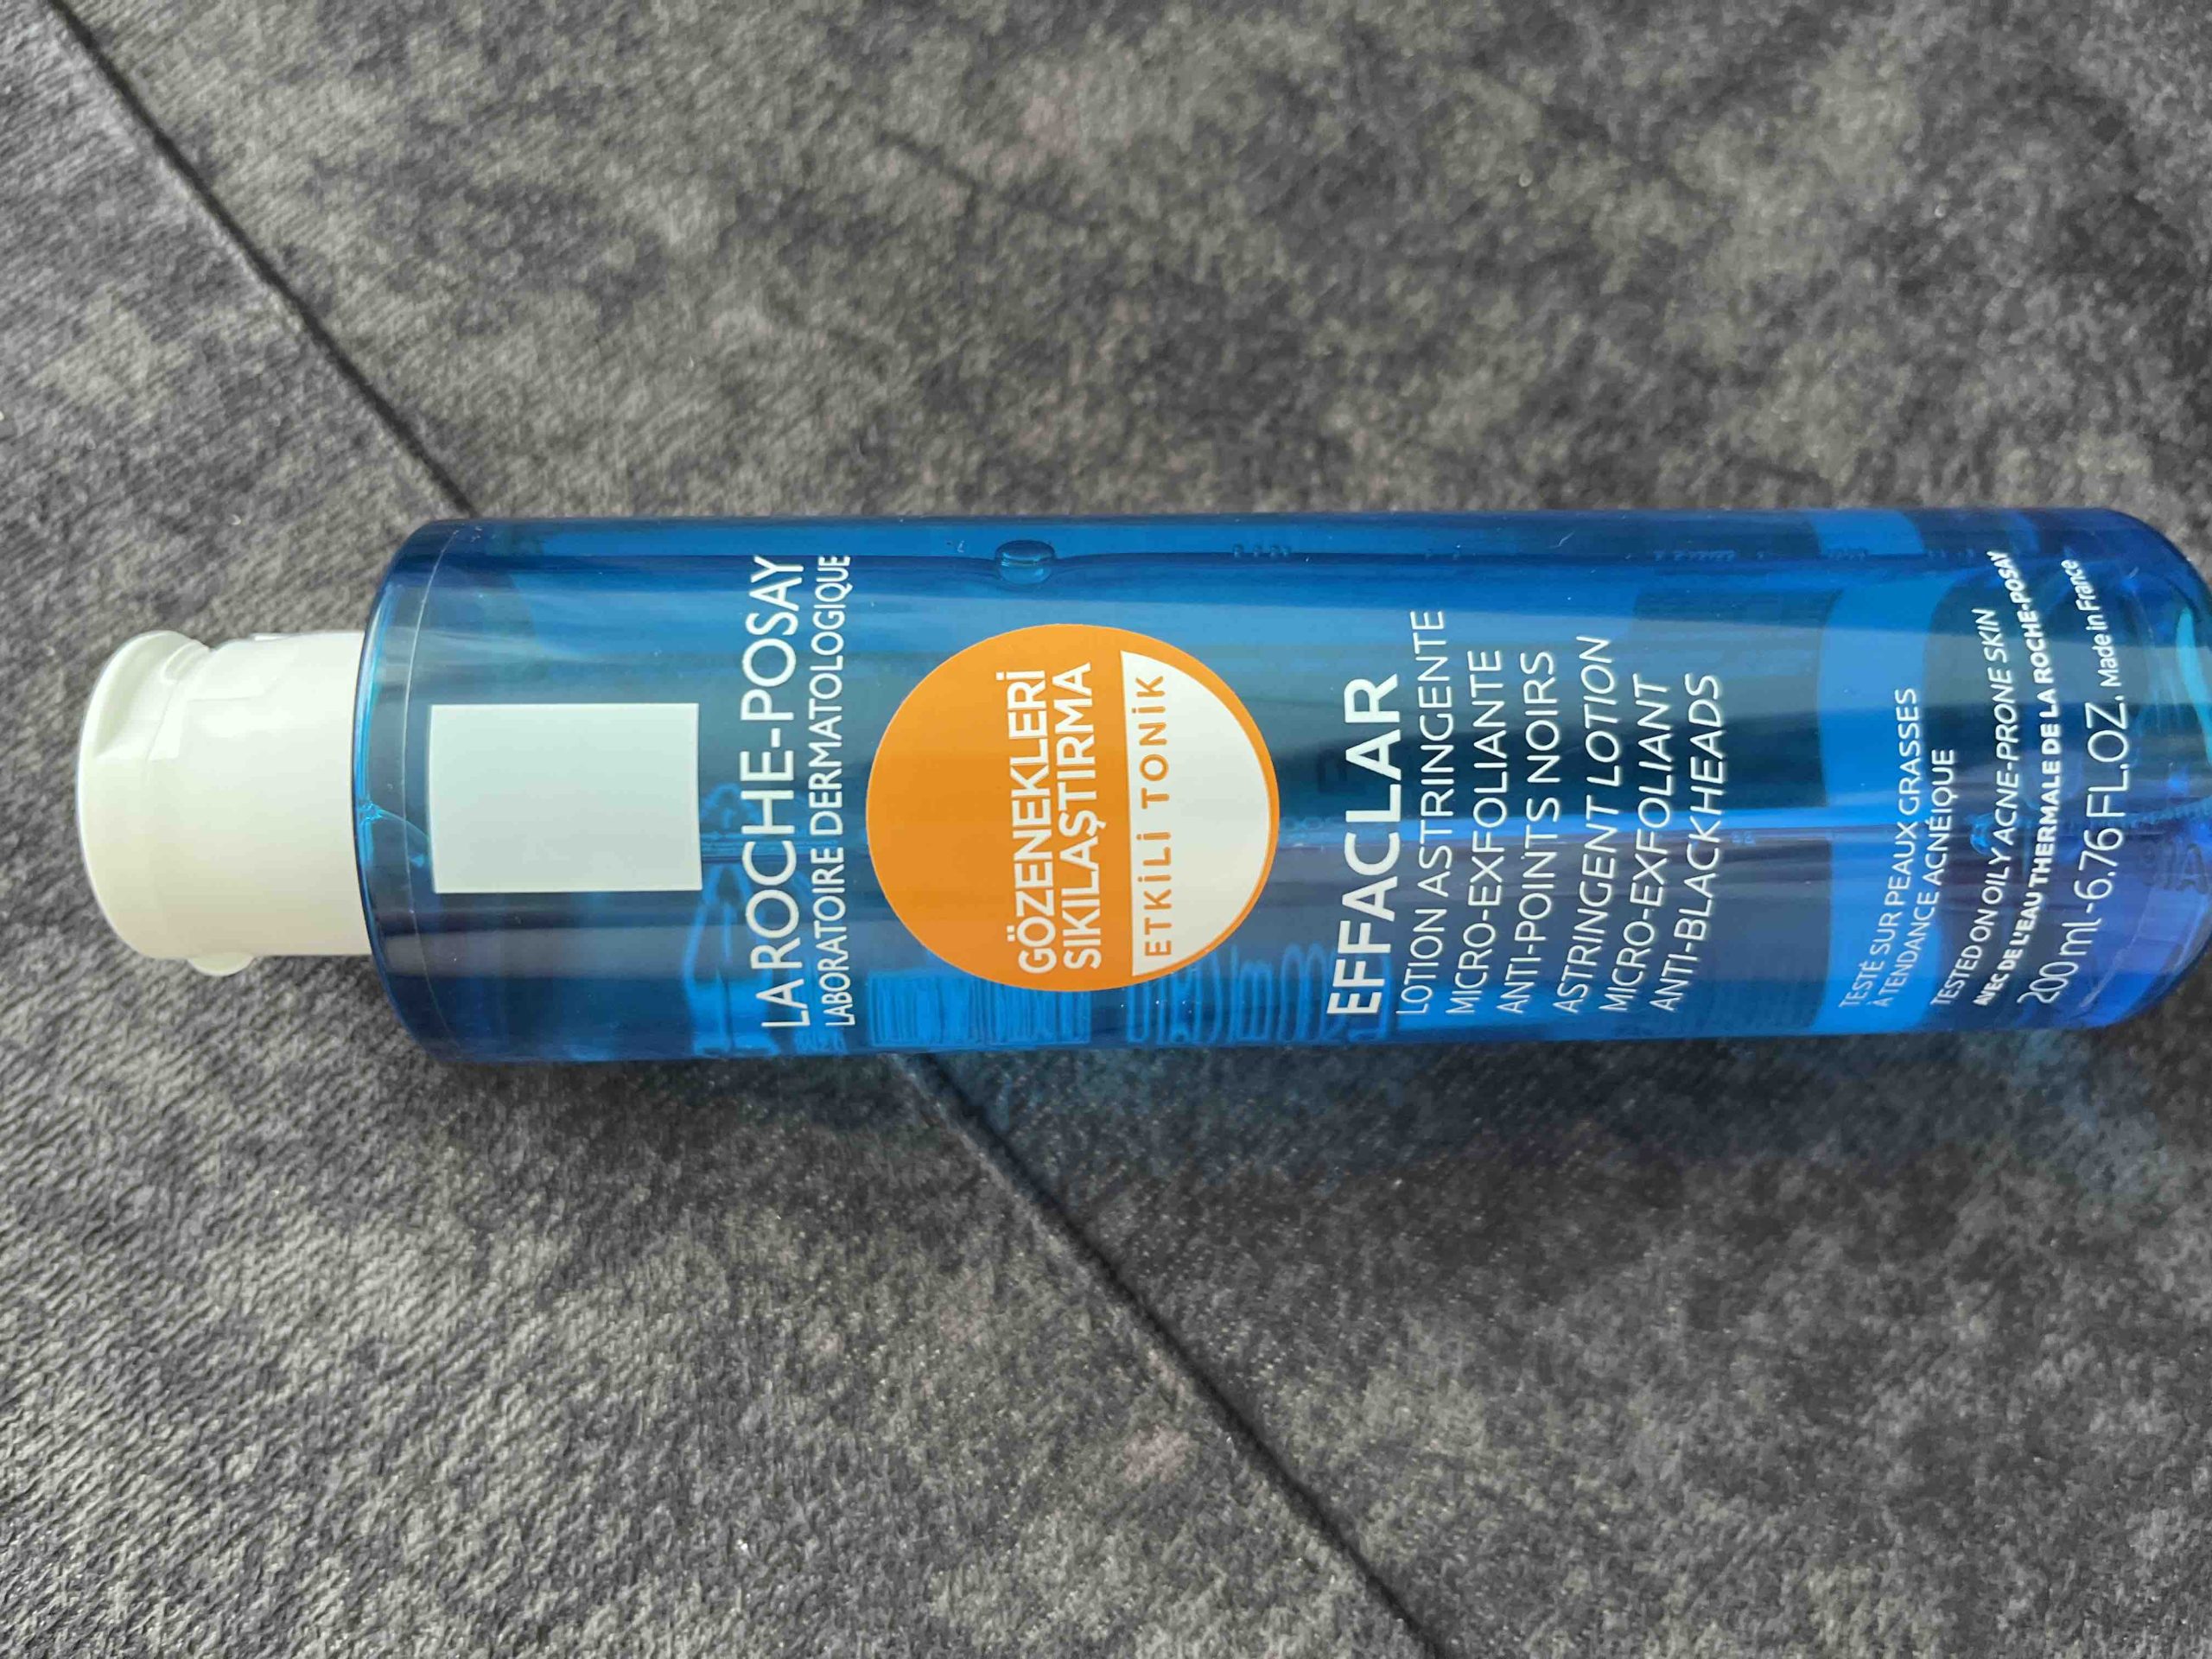 LA ROCHE-POSAY
LABORATOIRE DERMATOLOGIQUE
GÖZENEKLERİ
SIKILAŞTIRMA
ETKİLİ TONİK
EFFACLAR
LOTION ASTRINGENTE
MICRO-EXFOLIANTE
ANTI-POINTS NOIRS
ASTRINGENT LOTION
MICRO-EXFOLIANT
ANTI-BLACKHEADS
TESTÉ SUR PEAUX GRASSES
À TENDANCE ACNÉIQUE
TESTED ON OILY ACNE-PRONE SKIN
AVEC DE L'EAU THERMALE DE LA ROCHE-POSAY
200 ml-6.76 FL.OZ. Made in France